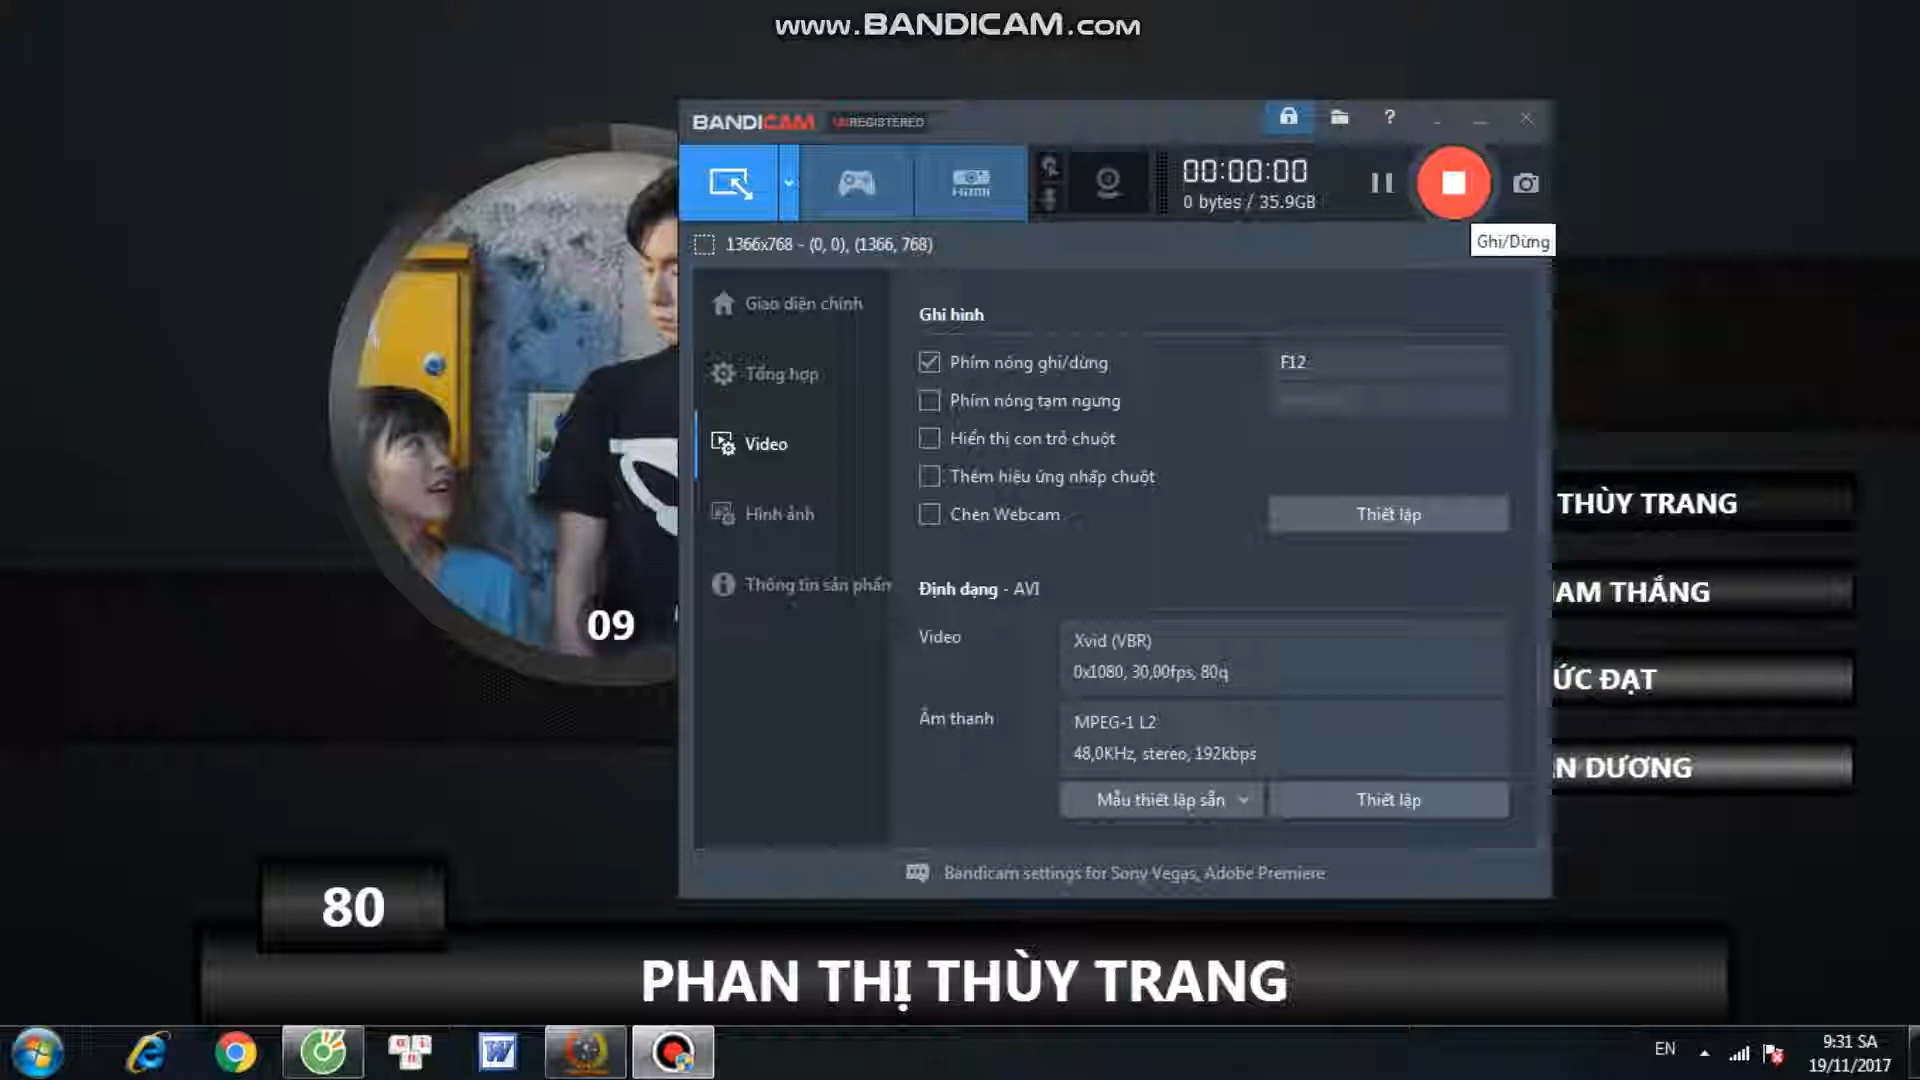 www.BANDICAM.com
BANDICAM UNREGISTERED
?
HDMI
00:00:00
0 bytes / 35.9GB
1366x768 - (0, 0), (1366, 768)
Ghi/Dừng
Giao diện chính
Tổng hợp
Video
Hình ảnh
Thông tin sản phẩn
Ghi hình
Phím nóng ghi/dừng
F12
Phím nóng tạm ngưng
Hiển thị con trỏ chuột
Thêm hiệu ứng nhấp chuột
Chèn Webcam
Thiết lập
Định dạng - AVI
Video
Xvid (VBR)
0x1080, 30,00fps, 80q
Âm thanh
MPEG-1 L2
48,0KHz, stereo, 192kbps
Mẫu thiết lập sẵn
Thiết lập
Bandicam settings for Sony Vegas, Adobe Premiere
09
THÙY TRANG
AM THẮNG
ỨC ĐẠT
N DƯƠNG
80
PHAN THỊ THÙY TRANG
EN
9:31 SA
19/11/2017